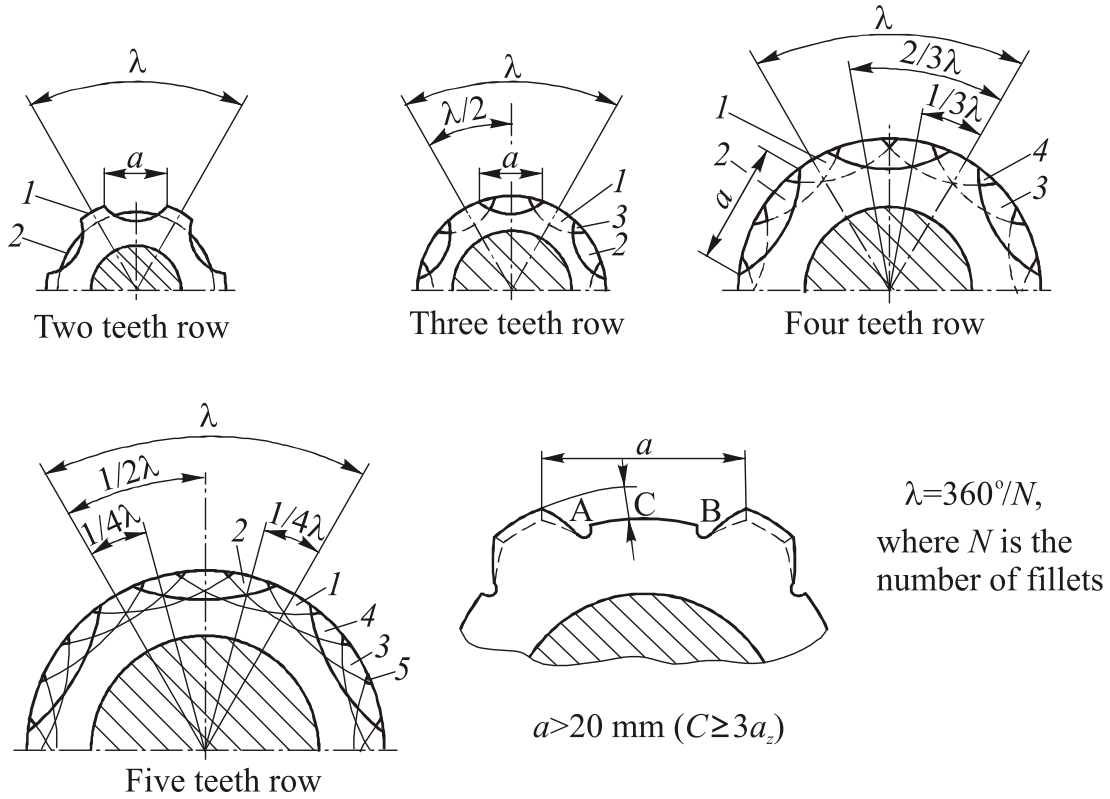 λ
a
1
2
Two teeth row
λ
λ/2
a
1
3
2
Three teeth row
λ
2/3λ
1/3λ
1
2
a
4
3
Four teeth row
λ
1/2λ
1/4λ
1/4λ
2
1
4
3
5
Five teeth row
a
A
C
B
a>20 mm (C≥3a_z)
λ=360°/N,
where N is the
number of fillets